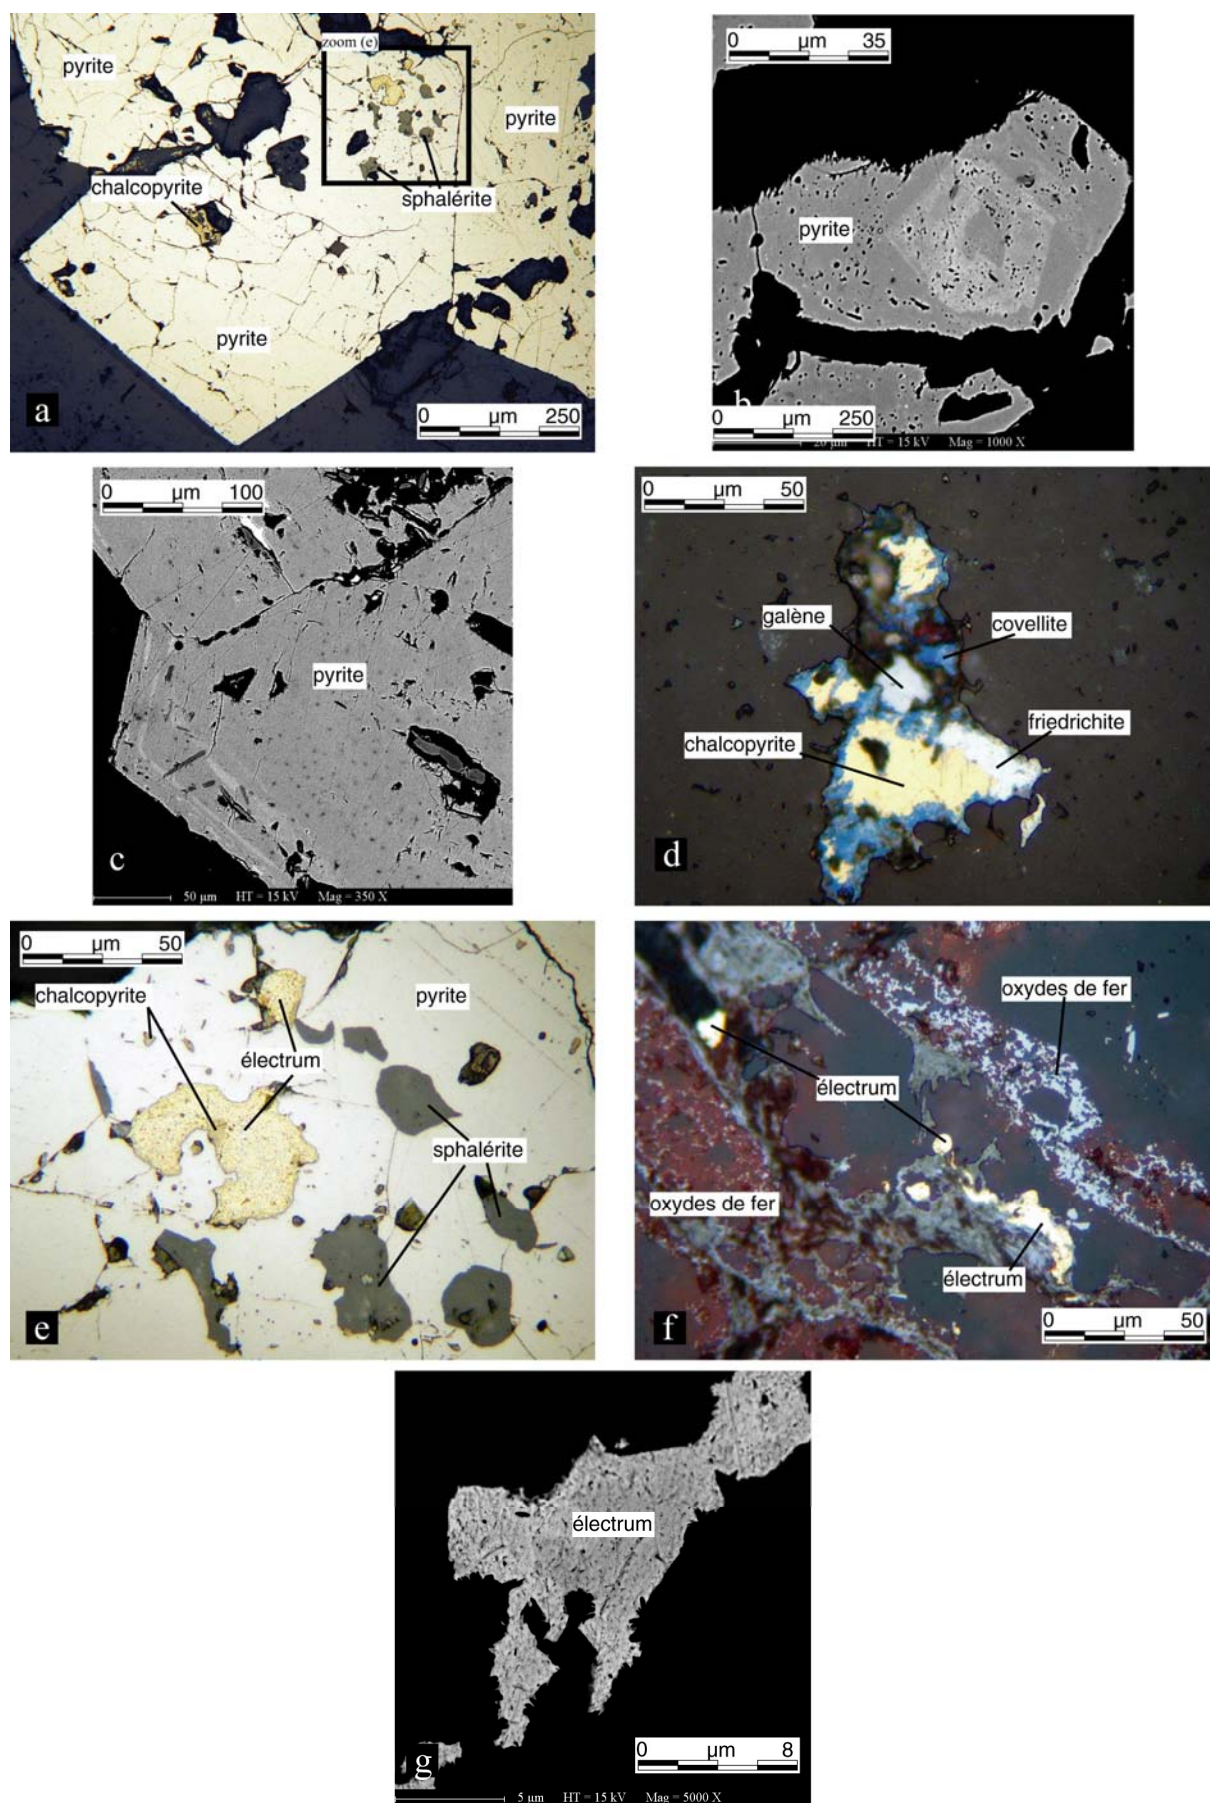 zoom (e)
pyrite
pyrite
chalcopyrite
sphalérite
pyrite
a
0 µm 250
0 µm 35
pyrite
b
0 µm 250
20 µm HT = 15 kV Mag = 1000 X
0 µm 100
pyrite
c
50 µm HT = 15 kV Mag = 350 X
0 µm 50
galène
covellite
friedrichite
chalcopyrite
d
0 µm 50
chalcopyrite
pyrite
électrum
sphalérite
e
oxydes de fer
électrum
oxydes de fer
électrum
f
0 µm 50
électrum
g
0 µm 8
5 µm HT = 15 kV Mag = 5000 X